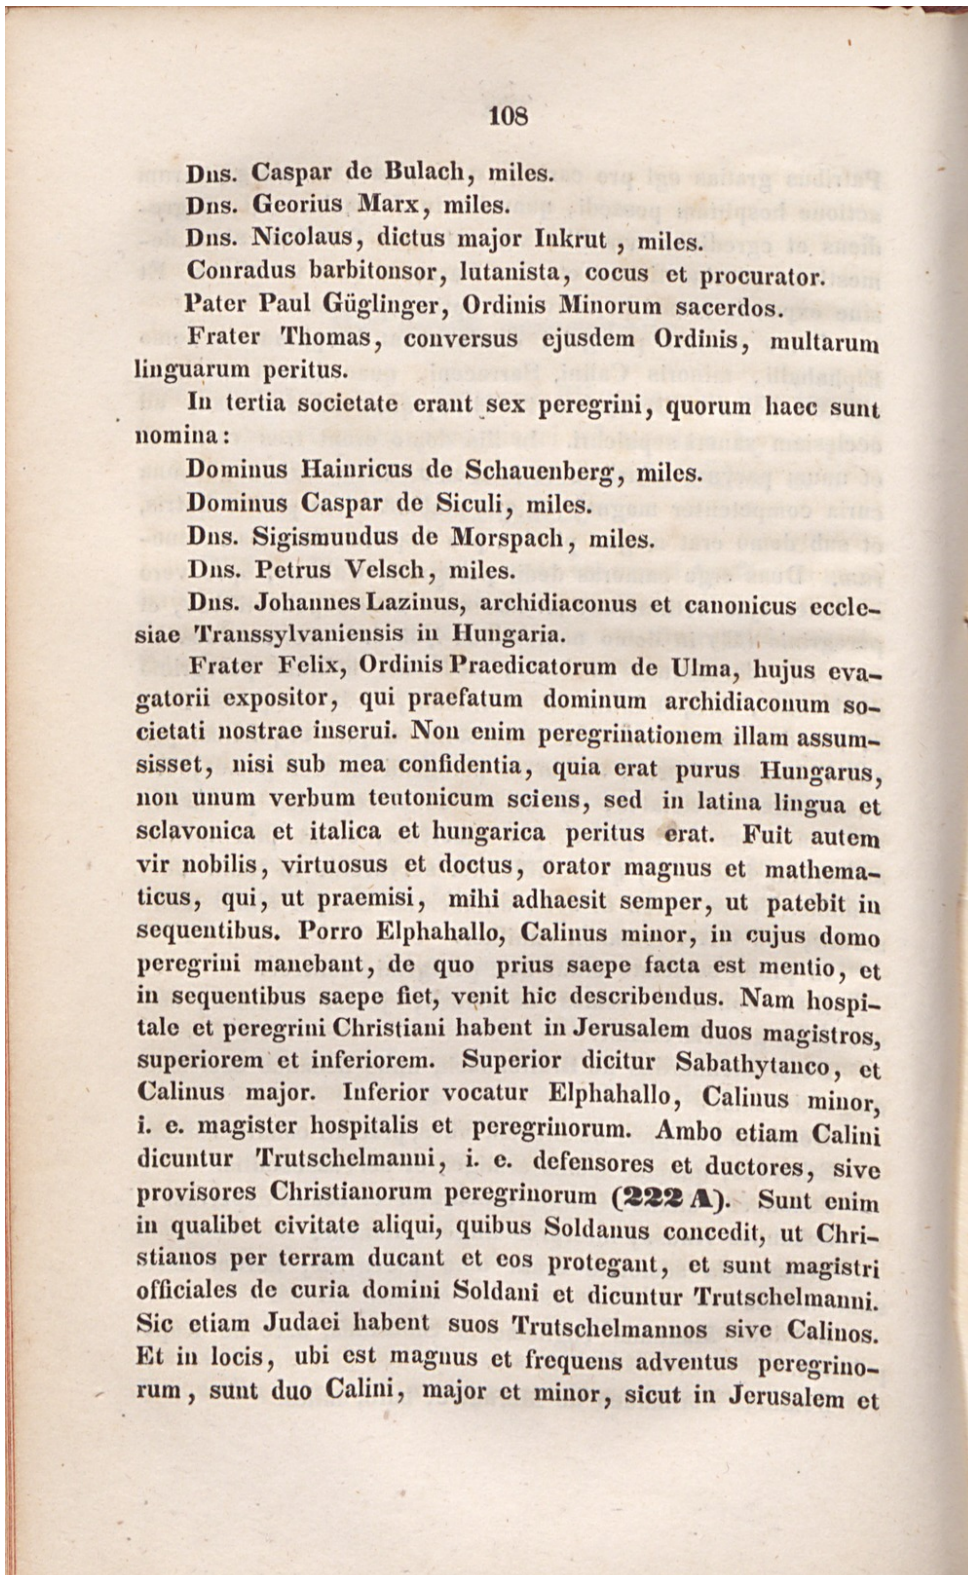 108
Dns. Caspar de Bulach, miles.
Dns. Georius Marx, miles.
Dns. Nicolaus, dictus major Inkrut , miles.
Conradus barbitonsor, lutanista, cocus et procurator.
Pater Paul Güglinger, Ordinis Minorum sacerdos.
Frater Thomas, conversus ejusdem Ordinis, multarum
linguarum peritus.
In tertia societate erant sex peregrini, quorum haec sunt
nomina:
Dominus Hainricus de Schauenberg, miles.
Dominus Caspar de Siculi, miles.
Dns. Sigismundus de Morspach, miles.
Dns. Petrus Velsch, miles.
Dns. Johannes Lazinus, archidiaconus et canonicus eccle-
siae Transsylvaniensis in Hungaria.
Frater Felix, Ordinis Praedicatorum de Ulma, hujus eva-
gatorii expositor, qui praefatum dominum archidiaconum so-
cietati nostrae inserui. Non enim peregrinationem illam assum-
sisset, nisi sub mea confidentia, quia erat purus Hungarus,
non unum verbum teutonicum sciens, sed in latina lingua et
sclavonica et italica et hungarica peritus erat. Fuit autem
vir nobilis, virtuosus et doctus, orator magnus et mathema-
ticus, qui, ut praemisi, mihi adhaesit semper, ut patebit in
sequentibus. Porro Elphahallo, Calinus minor, in cujus domo
peregrini manebant, de quo prius saepe facta est mentio, et
in sequentibus saepe fiet, venit hic describendus. Nam hospi-
tale et peregrini Christiani habent in Jerusalem duos magistros,
superiorem et inferiorem. Superior dicitur Sabathytanco, et
Calinus major. Inferior vocatur Elphahallo, Calinus minor,
i. e. magister hospitalis et peregrinorum. Ambo etiam Calini
dicuntur Trutschelmanni, i. e. defensores et ductores, sive
provisores Christianorum peregrinorum (222 A). Sunt enim
in qualibet civitate aliqui, quibus Soldanus concedit, ut Chri-
stianos per terram ducant et eos protegant, et sunt magistri
officiales de curia domini Soldani et dicuntur Trutschelmanni.
Sic etiam Judaei habent suos Trutschelmannos sive Calinos.
Et in locis, ubi est magnus et frequens adventus peregrino-
rum, sunt duo Calini, major et minor, sicut in Jerusalem et